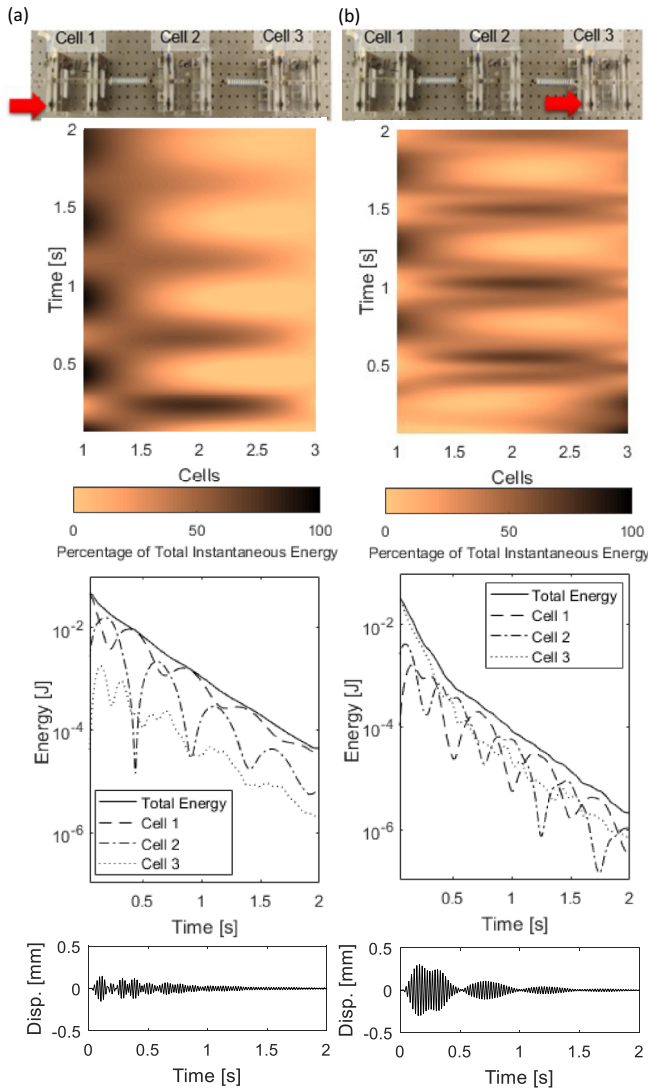 (a)
Cell 1 Cell 2 Cell 3
2
1.5
1
0.5
Time [s]
1 1.5 2 2.5 3
Cells
0 50 100
Percentage of Total Instantaneous Energy
10-2
10-4
10-6
Energy [J]
Total Energy
Cell 1
Cell 2
Cell 3
0.5 1 1.5 2
Time [s]
0.5
0
-0.5
Disp. [mm]
0 0.5 1 1.5 2
Time [s]
(b)
Cell 1 Cell 2 Cell 3
2
1.5
1
0.5
Time [s]
1 1.5 2 2.5 3
Cells
0 50 100
Percentage of Total Instantaneous Energy
10-2
10-4
10-6
Energy [J]
Total Energy
Cell 1
Cell 2
Cell 3
0.5 1 1.5 2
Time [s]
0.5
0
-0.5
Disp. [mm]
0 0.5 1 1.5 2
Time [s]